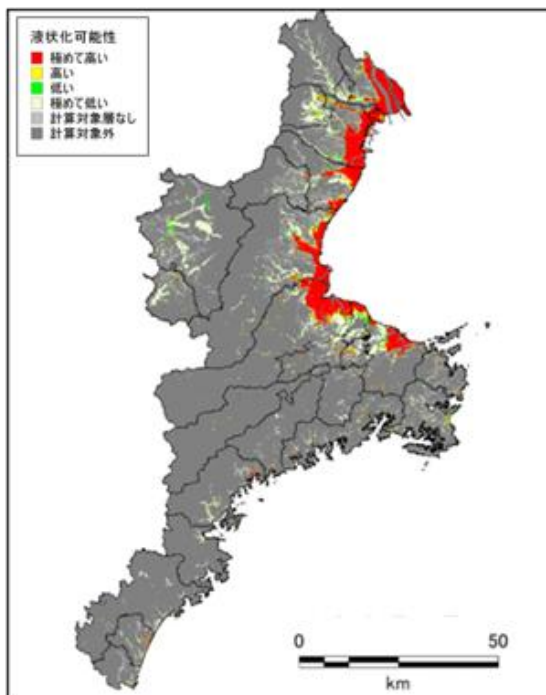 液状化可能性
極めて高い
高い
低い
極めて低い
計算対象層なし
計算対象外
0 50
km